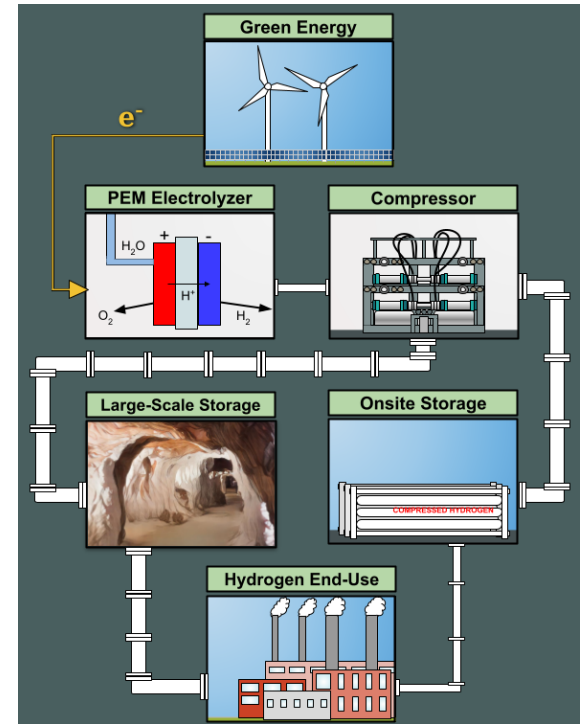 Green Energy
e⁻
PEM Electrolyzer
Compressor
+ -
H₂O
H⁺
O₂
H₂
Large-Scale Storage
Onsite Storage
COMPRESSED HYDROGEN
Hydrogen End-Use